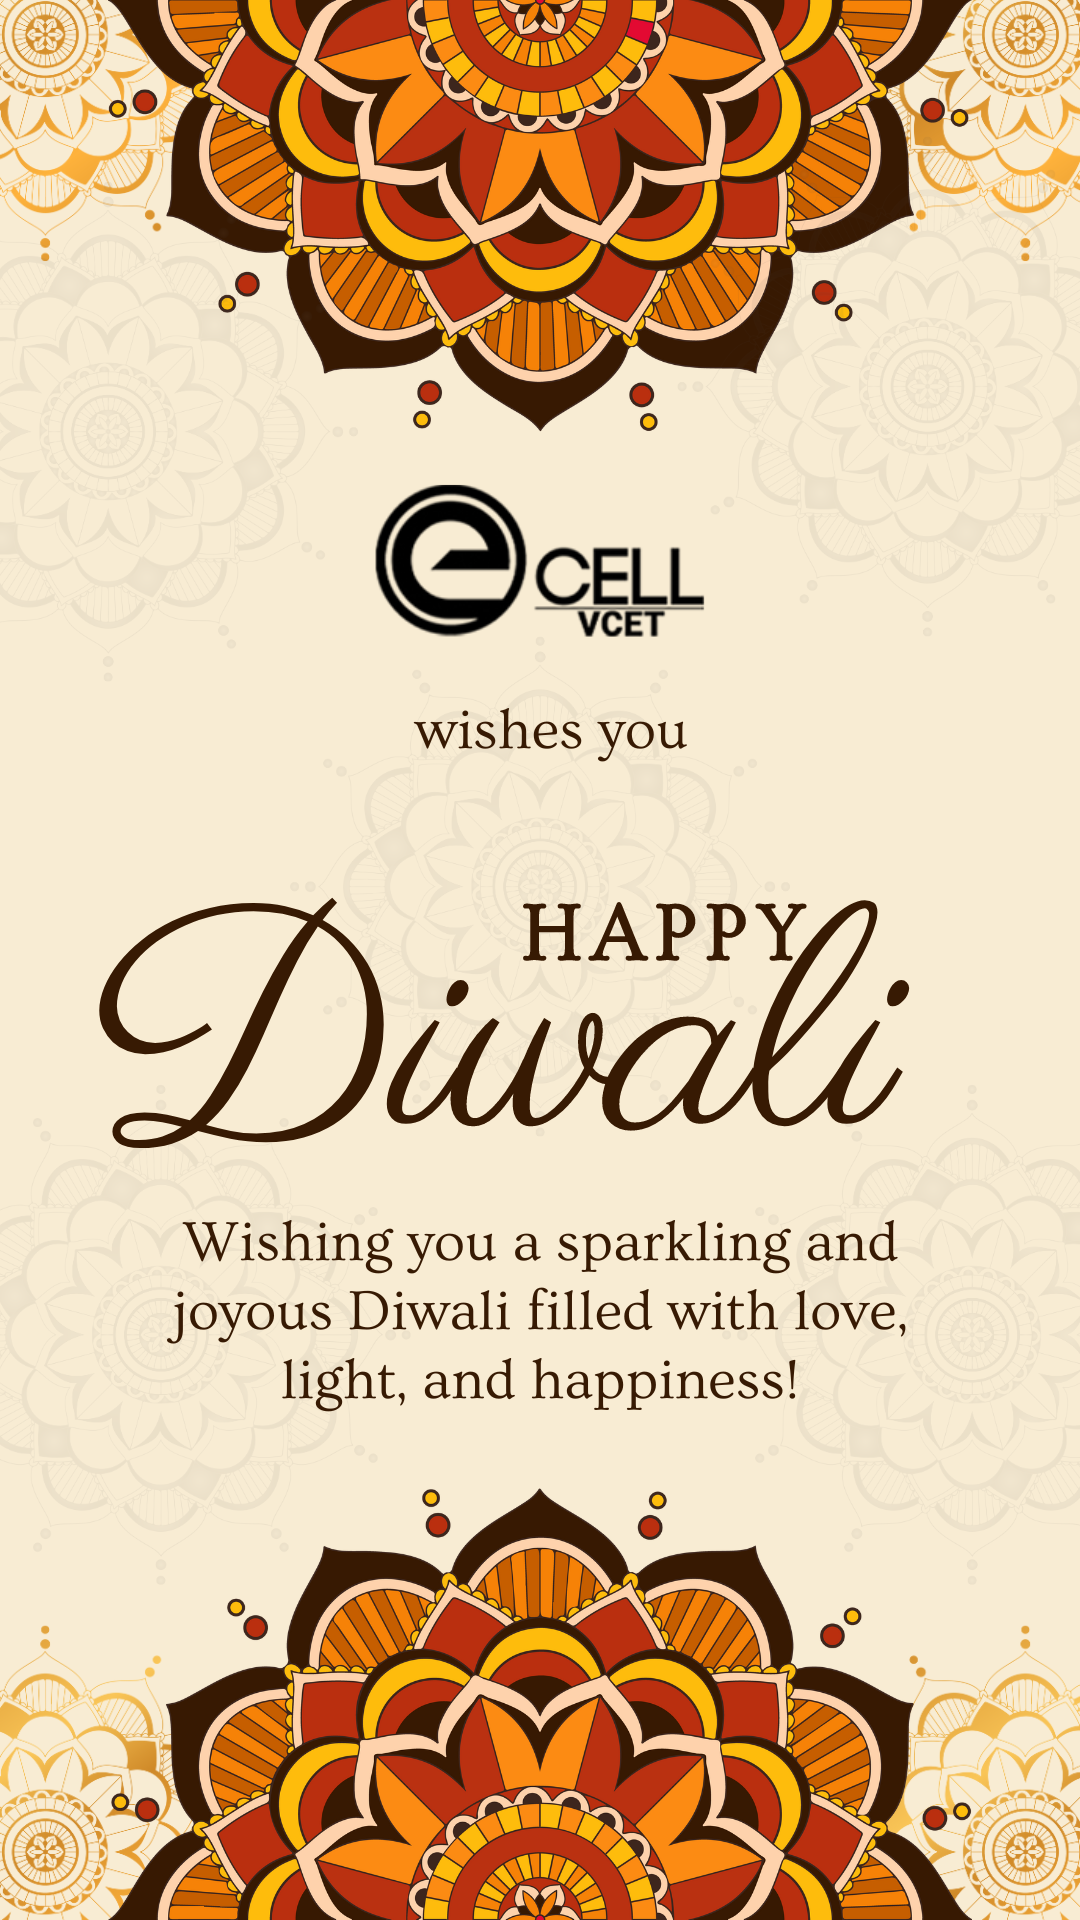 e CELL
VCET
wishes you
HAPPY
Diwali
Wishing you a sparkling and
joyous Diwali filled with love,
light, and happiness!